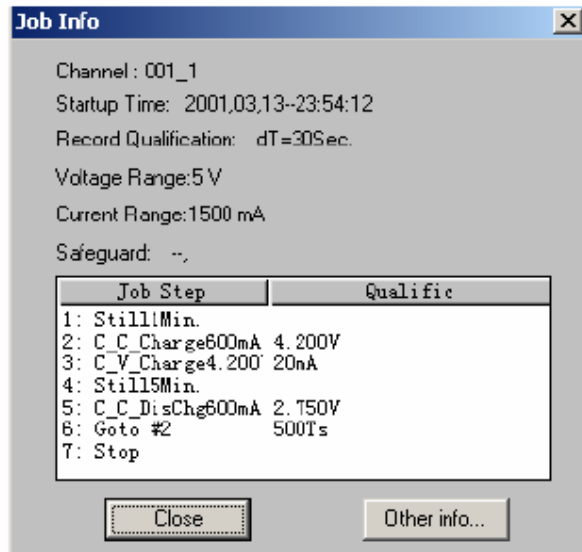 Job Info
Channel : 001_1
Startup Time: 2001,03,13--23:54:12
Record Qualification: dT=30Sec.
Voltage Range:5 V
Current Range:1500 mA
Safeguard: --,
Job Step Qualific
1: Still1Min.
2: C_C_Charge600mA 4.200V
3: C_V_Charge4.200' 20mA
4: Still5Min.
5: C_C_DisChg600mA 2.750V
6: Goto #2 500Ts
7: Stop
Close Other info...